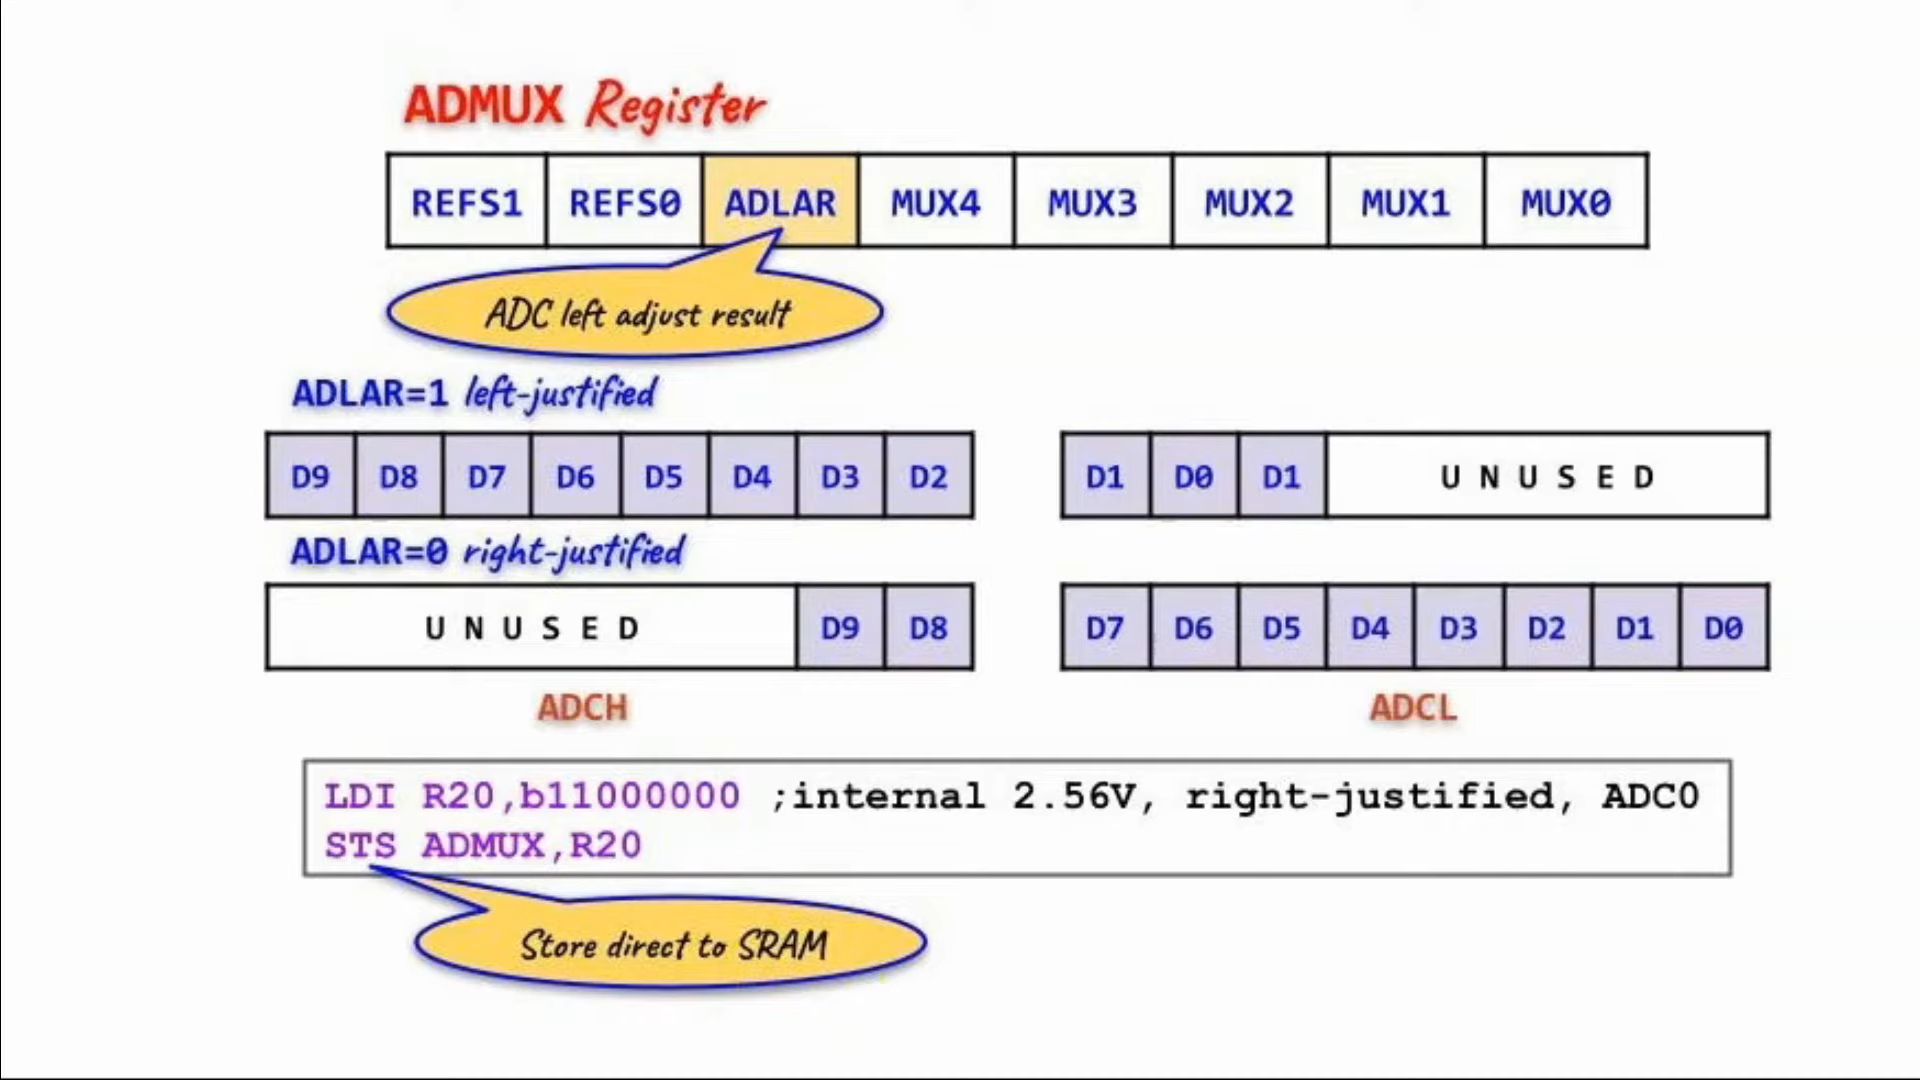 ADMUX Register
REFS1 REFS0 ADLAR MUX4 MUX3 MUX2 MUX1 MUX0
ADC left adjust result
ADLAR=1 left-justified
D9 D8 D7 D6 D5 D4 D3 D2 D1 D0 D1 UNUSED
ADLAR=0 right-justified
UNUSED D9 D8 D7 D6 D5 D4 D3 D2 D1 D0
ADCH ADCL
LDI R20,b11000000 ;internal 2.56V, right-justified, ADC0
STS ADMUX,R20
Store direct to SRAM